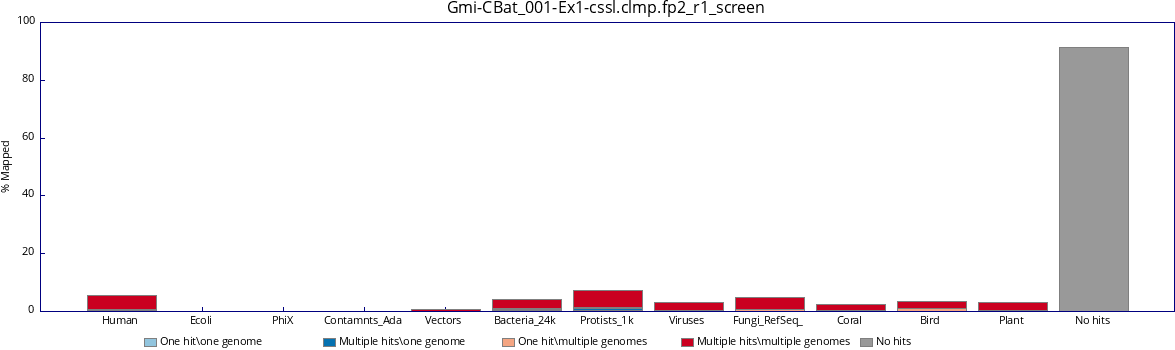 Gmi-CBat_001-Ex1-cssl.clmp.fp2_r1_screen
100
80
60
40
20
0
% Mapped
Human Ecoli PhiX Contamnts_Ada Vectors Bacteria_24k Protists_1k Viruses Fungi_RefSeq_ Coral Bird Plant No hits
One hit\one genome Multiple hits\one genome One hit\multiple genomes Multiple hits\multiple genomes No hits